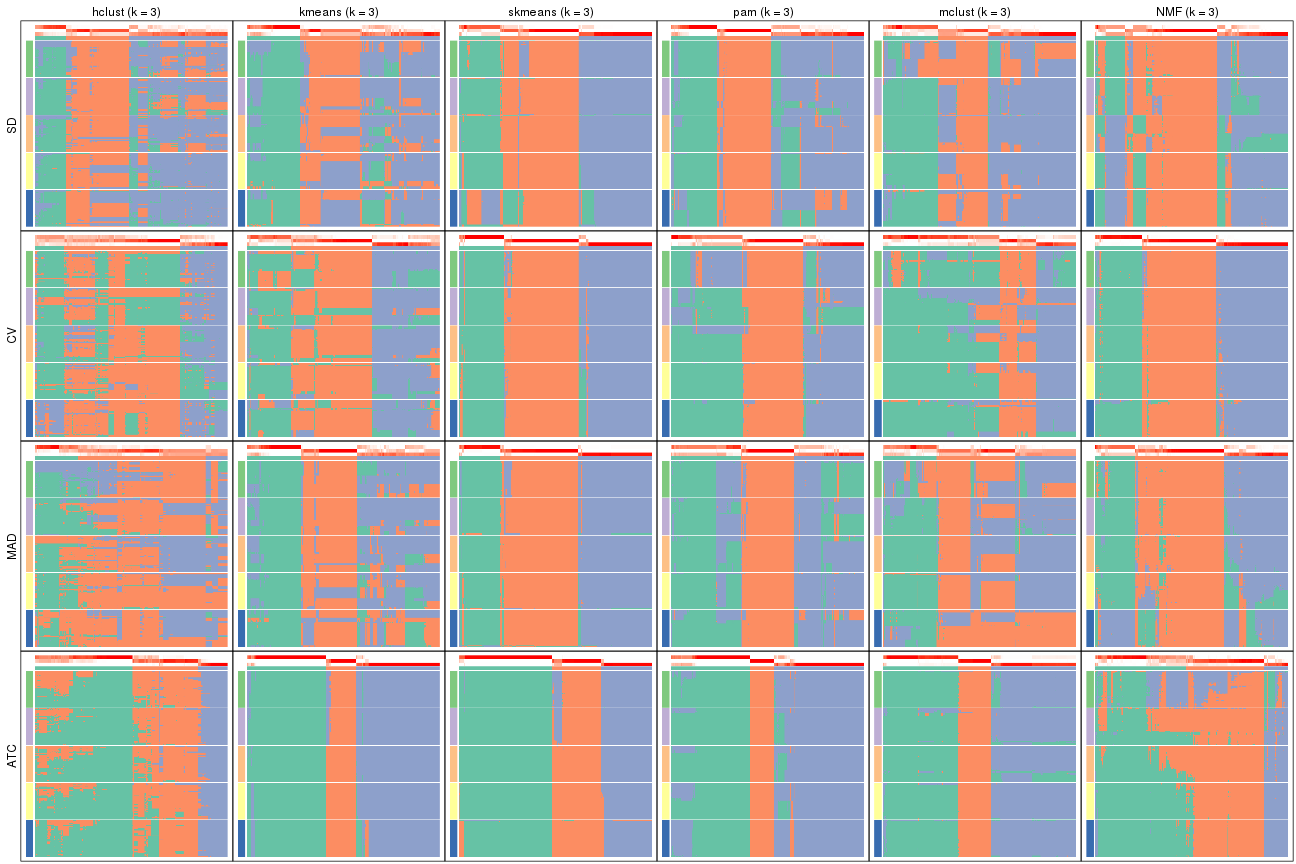 hclust (k = 3)
kmeans (k = 3)
skmeans (k = 3)
pam (k = 3)
mclust (k = 3)
NMF (k = 3)
SD
CV
MAD
ATC